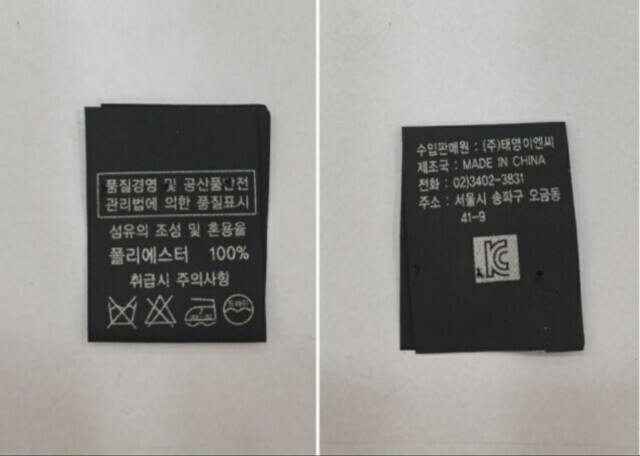 품질경영 및 공산품안전
관리법에 의한 품질표시
섬유의 조성 및 혼용율
폴리에스터 100%
취급시 주의사항
드라이
수입판매원 : (주)태영이엔씨
제조국 : MADE IN CHINA
전화 : 02)3402-3831
주소 : 서울시 송파구 오금동
41-9
KC